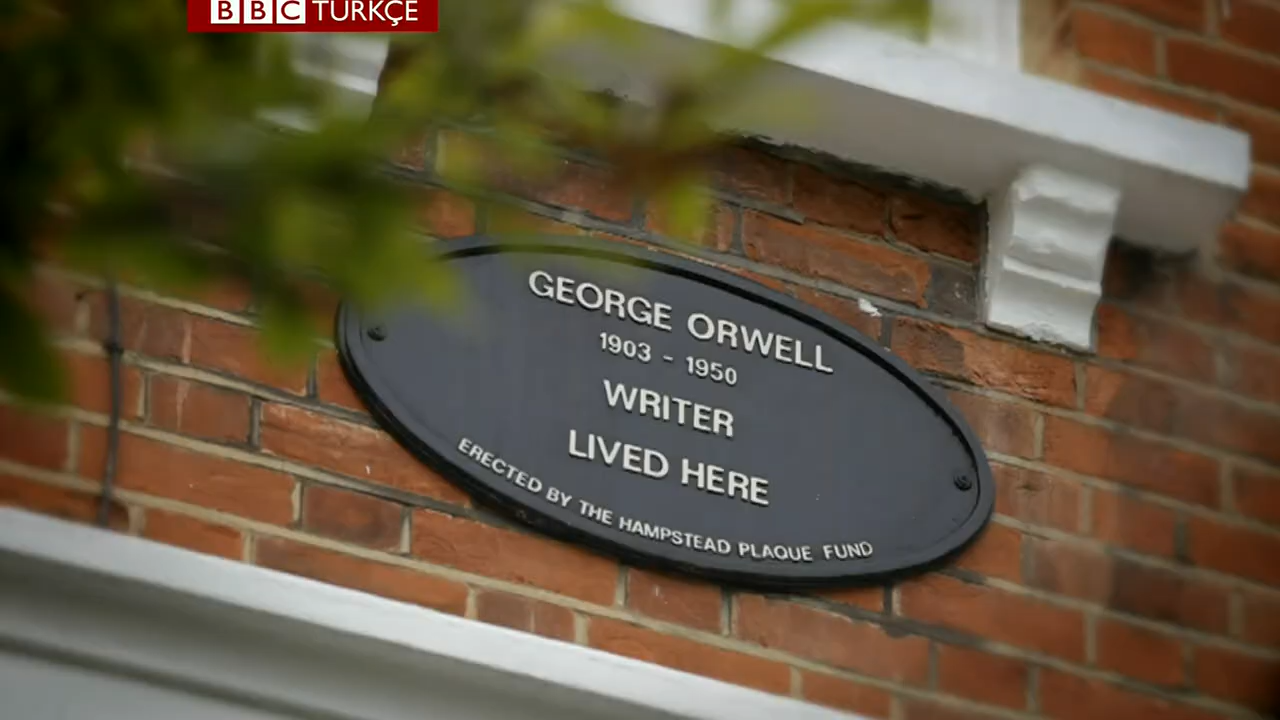 BBC TÜRKÇE
GEORGE ORWELL
1903 - 1950
WRITER
LIVED HERE
ERECTED BY THE HAMPSTEAD PLAQUE FUND